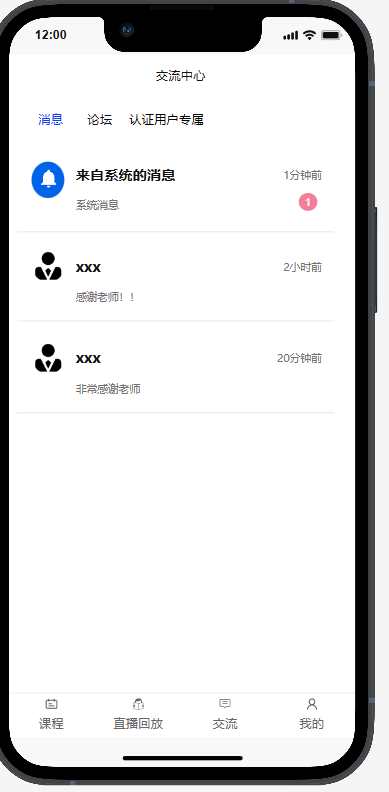 12:00
交流中心
消息 论坛 认证用户专属
来自系统的消息 1分钟前
系统消息 1
xxx 2小时前
感谢老师！！
xxx 20分钟前
非常感谢老师
课程 直播回放 交流 我的